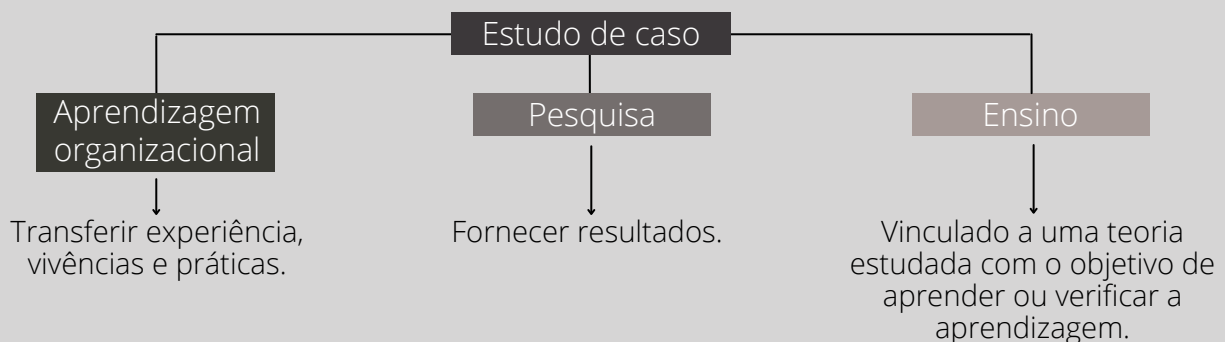 Estudo de caso
Aprendizagem
organizacional
Transferir experiência,
vivências e práticas.
Pesquisa
Fornecer resultados.
Ensino
Vinculado a uma teoria
estudada com o objetivo de
aprender ou verificar a
aprendizagem.